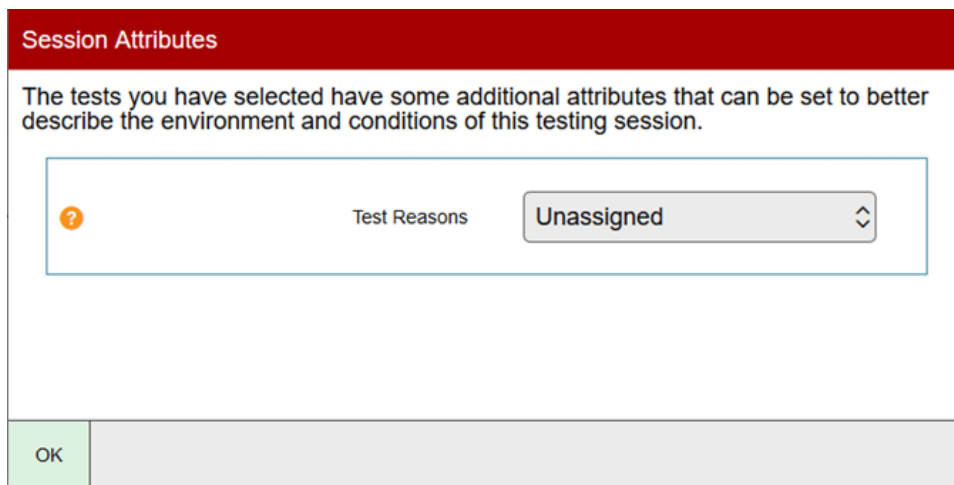 Session Attributes
The tests you have selected have some additional attributes that can be set to better
describe the environment and conditions of this testing session.
? Test Reasons Unassigned
OK